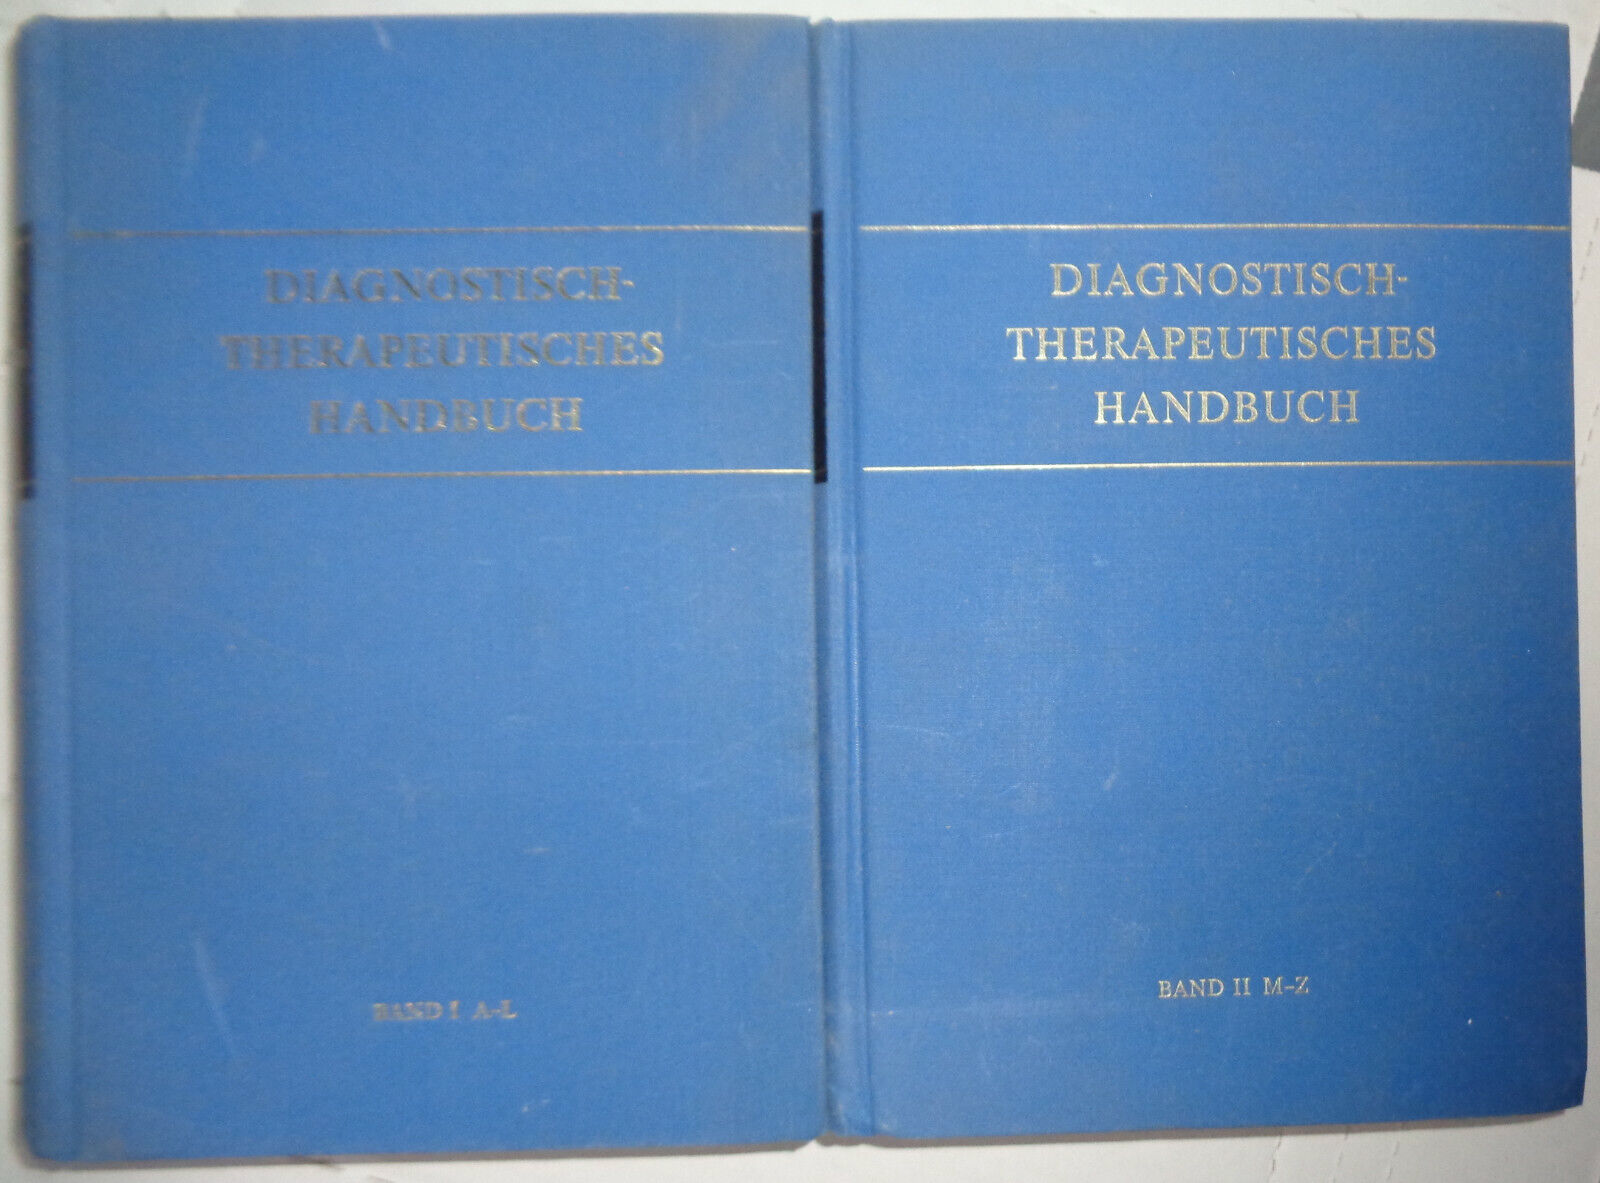 DIAGNOSTISCH-
THERAPEUTISCHES
HANDBUCH
BAND I A-L
DIAGNOSTISCH-
THERAPEUTISCHES
HANDBUCH
BAND II M-Z